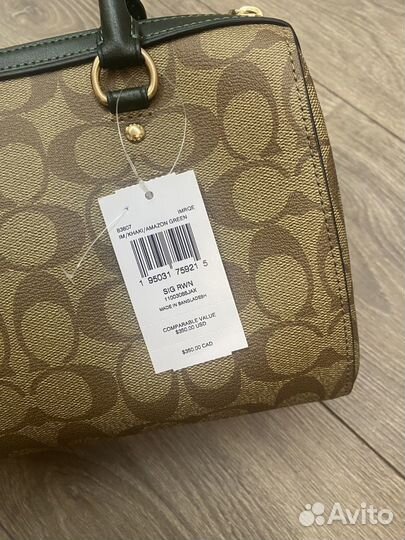 83607 IMRGE
IM/KHAKI/AMAZON GREEN
1 95031 75821 5
SIG RWN
MADE IN BANGLADESH
COMPARABLE VALUE
$350.00 USD
$350.00 CAD
Avito